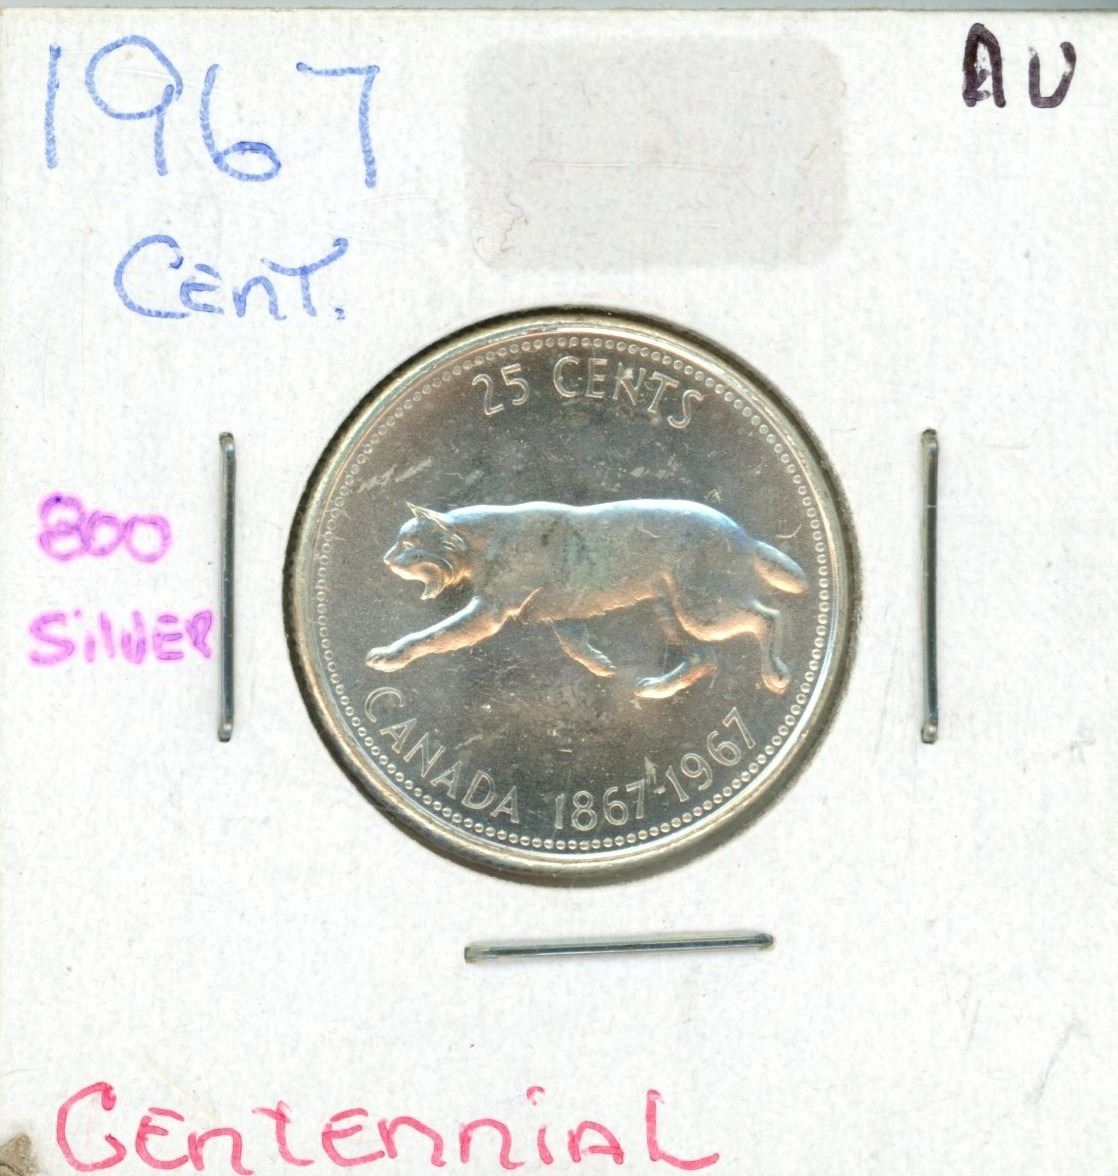 1967
AU
Cent.
25 CENTS
800
Silver
CANADA 1867-1967
Centennial